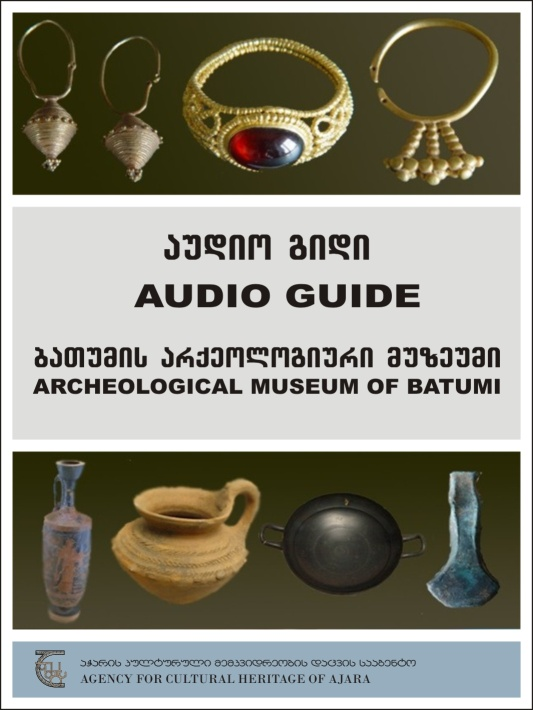 აუდიო გიდი
AUDIO GUIDE
ბათუმის არქეოლოგიური მუზეუმი
ARCHEOLOGICAL MUSEUM OF BATUMI
აჭარის კულტურული მემკვიდრეობის დაცვის სააგენტო
AGENCY FOR CULTURAL HERITAGE OF AJARA